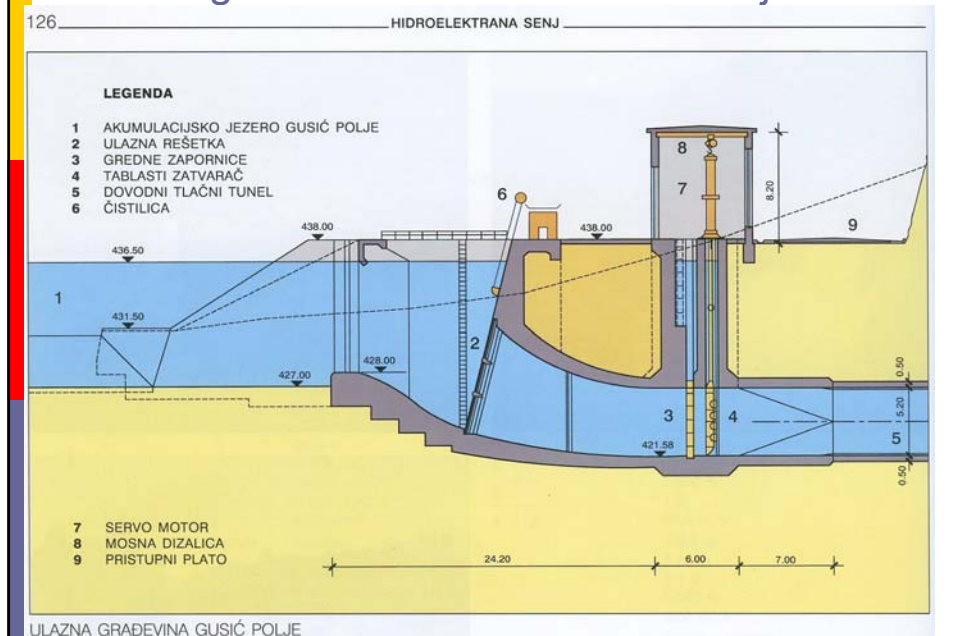 126 HIDROELEKTRANA SENJ
LEGENDA
1 AKUMULACIJSKO JEZERO GUSIĆ POLJE
2 ULAZNA REŠETKA
3 GREDNE ZAPORNICE
4 TABLASTI ZATVARAČ
5 DOVODNI TLAČNI TUNEL
6 ČISTILICA
8
7
8.20
6
9
438.00
438.00
436.50
1
431.50
2
428.00
427.00
0.50
3
4
5.20
421.58
5
0.50
7 SERVO MOTOR
8 MOSNA DIZALICA
9 PRISTUPNI PLATO
24.20
6.00
7.00
ULAZNA GRAĐEVINA GUSIĆ POLJE